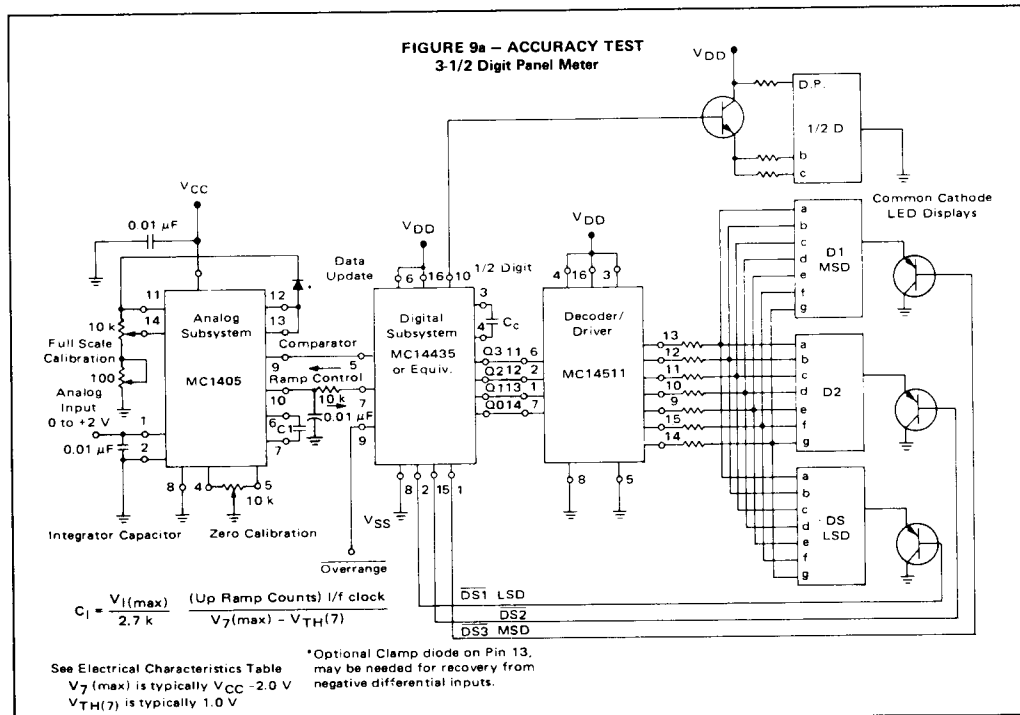 FIGURE 9a — ACCURACY TEST
3-1/2 Digit Panel Meter
VDD
D.P.
1/2 D
b
c
VCC
0.01 µF
VDD
Data
Update
6 16 10 1/2 Digit
VDD
4 16 3
Common Cathode
LED Displays
11
14
12
13
10 k
Full Scale
Calibration
100
Analog
Input
0 to +2 V
0.01 µF
1
2
Analog
Subsystem
MC1405
Comparator
9
5
Ramp Control
10
10 k
7
0.01 µF
6
C1
7
9
8
4
5
10 k
Integrator Capacitor
Zero Calibration
Digital
Subsystem
MC14435
or Equiv.
3
4
Cc
Q3 11 6
Q2 12 2
Q1 13 1
Q0 14 7
8 2 15 1
VSS
Overrange
Decoder/
Driver
MC14511
13
12
11
10
9
15
14
8
5
a
b
c
d
e
f
g
D1
MSD
a
b
c
d
e
f
g
D2
a
b
c
d
e
f
g
DS
LSD
DS1 LSD
DS2
DS3 MSD
CI = VI(max) / 2.7 k (Up Ramp Counts) I/f clock / V7(max) − VTH(7)
*Optional Clamp diode on Pin 13,
may be needed for recovery from
negative differential inputs.
See Electrical Characteristics Table
V7 (max) is typically VCC -2.0 V
VTH(7) is typically 1.0 V